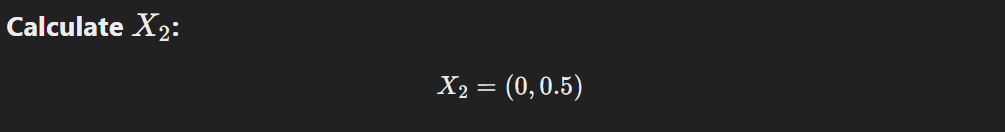 Calculate X₂:
X₂ = (0, 0.5)